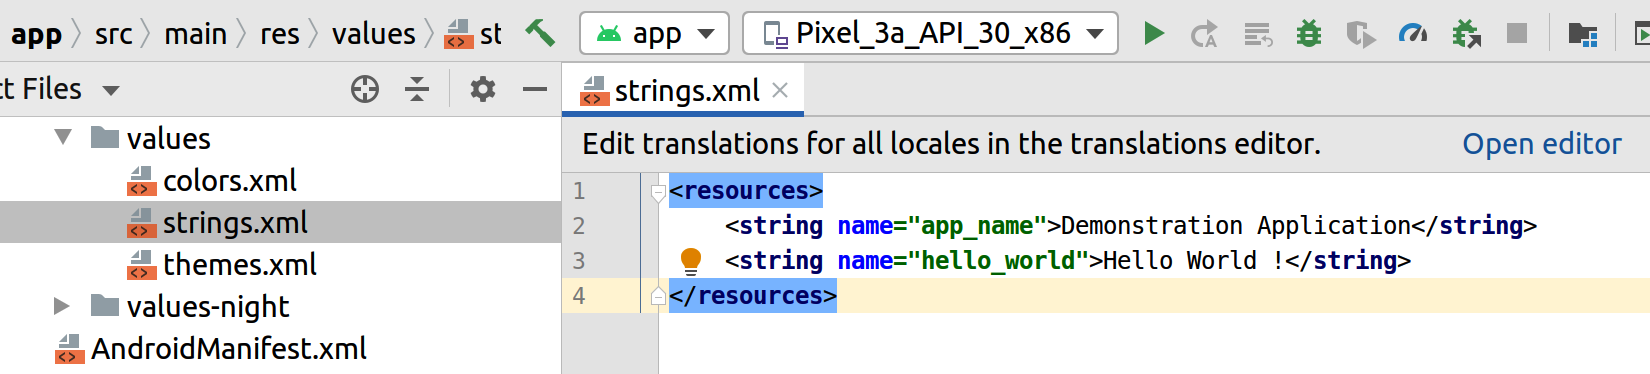 app src main res values st app Pixel_3a_API_30_x86
ct Files
strings.xml
values
colors.xml
strings.xml
themes.xml
values-night
AndroidManifest.xml
Edit translations for all locales in the translations editor. Open editor
1 <resources>
2 <string name="app_name">Demonstration Application</string>
3 <string name="hello_world">Hello World !</string>
4 </resources>